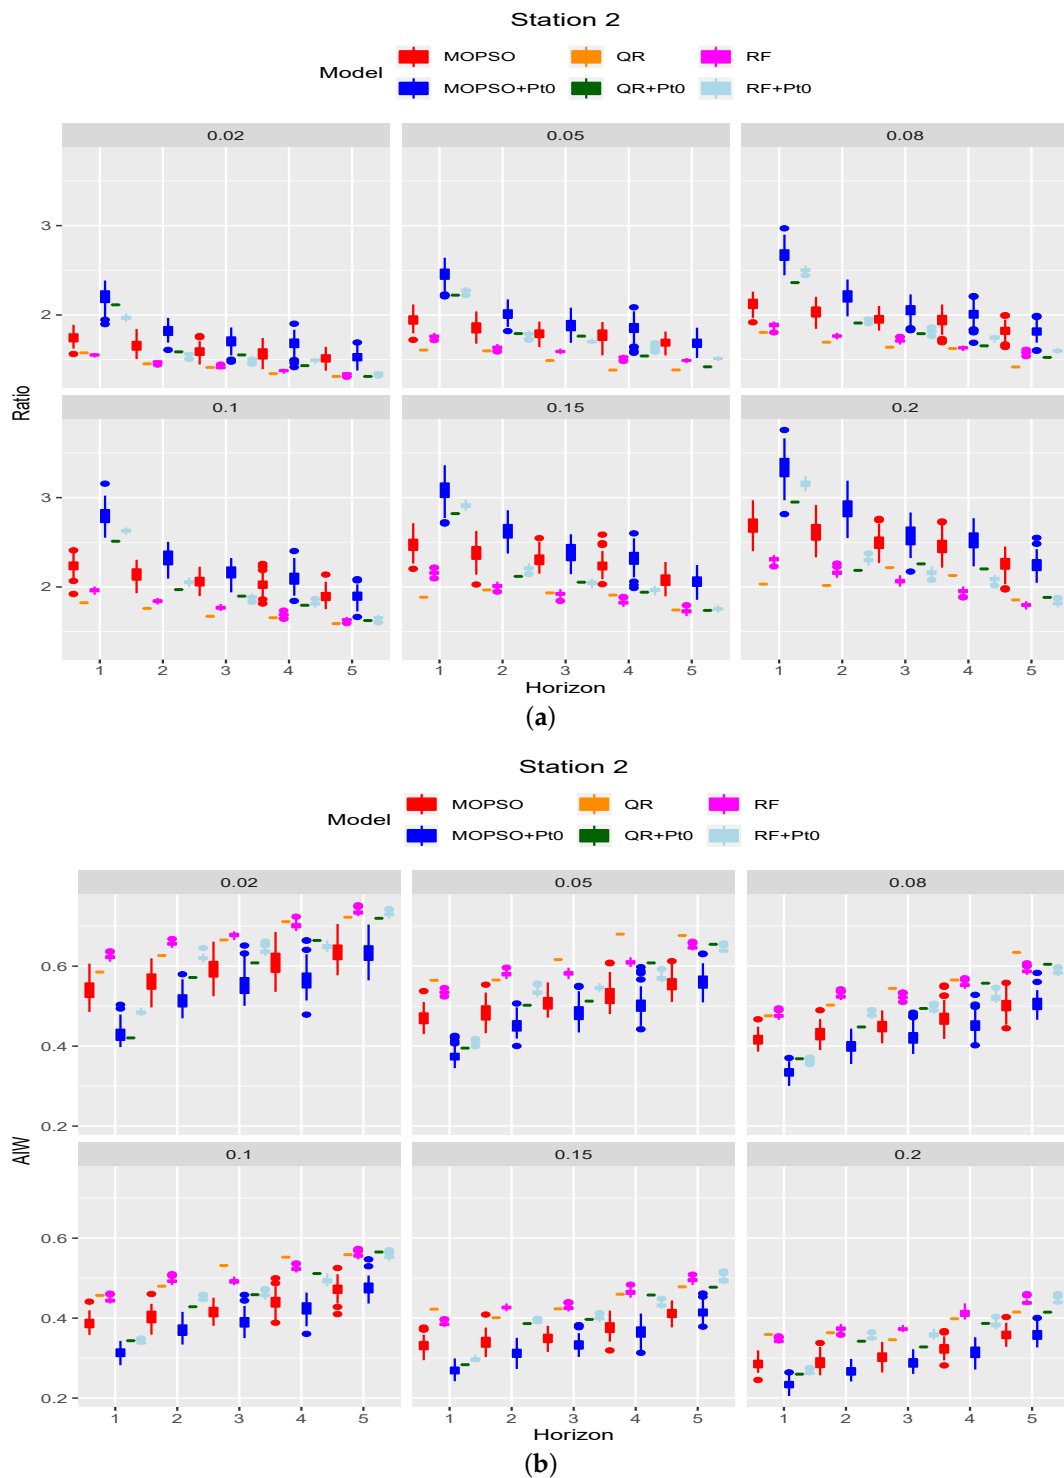 Station 2
Model
MOPSO QR RF
MOPSO+Pt0 QR+Pt0 RF+Pt0
0.02 0.05 0.08
3
2
0.1 0.15 0.2
3
2
Ratio
1 2 3 4 5 1 2 3 4 5 1 2 3 4 5
Horizon
(a)
Station 2
Model
MOPSO QR RF
MOPSO+Pt0 QR+Pt0 RF+Pt0
0.02 0.05 0.08
0.6
0.4
0.2
0.1 0.15 0.2
0.6
0.4
0.2
AIW
1 2 3 4 5 1 2 3 4 5 1 2 3 4 5
Horizon
(b)